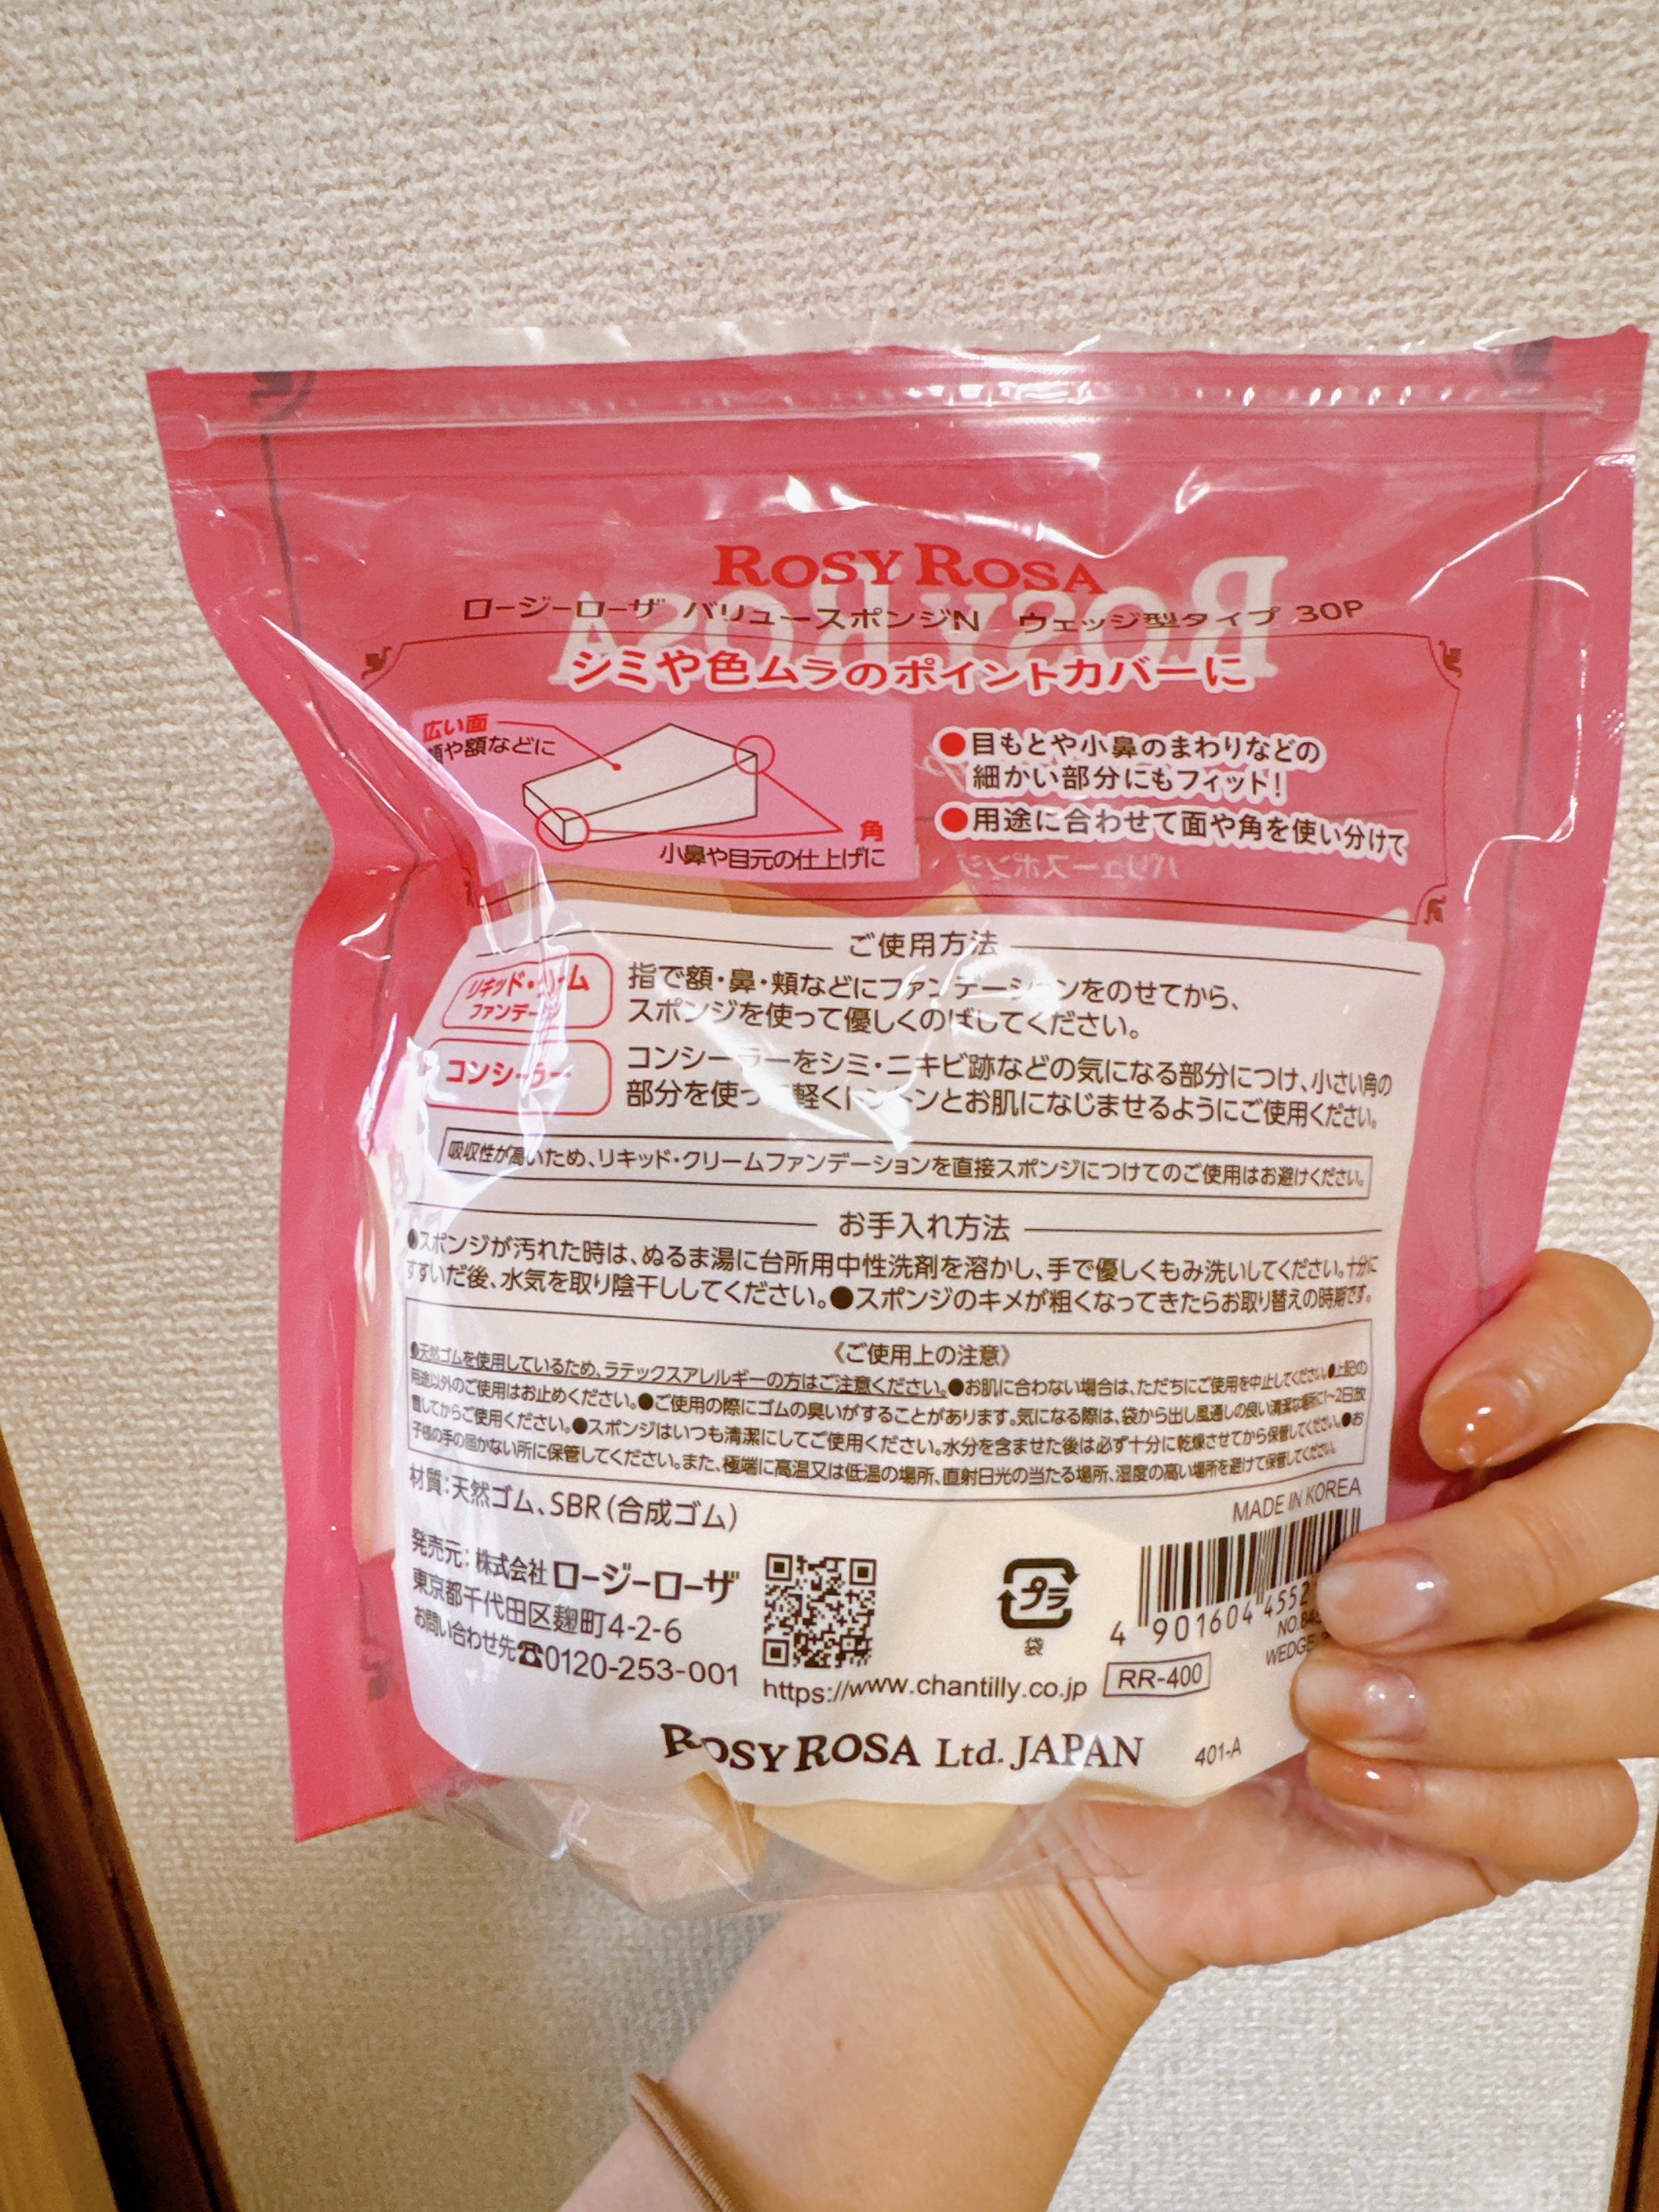 ROSY ROSA
ロージーローザ バリュースポンジN ウェッジ型タイプ 30P
シミや色ムラのポイントカバーに
広い面
頬や額などに
角
小鼻や目元の仕上げに
●目もとや小鼻のまわりなどの
細かい部分にもフィット!
●用途に合わせて面や角を使い分けて
ROSY ROSA
バリュースポンジ
ご使用方法
リキッド・クリーム
ファンデーション
指で額・鼻・頬などにファンデーションをのせてから、
スポンジを使って優しくのばしてください。
コンシーラー
コンシーラーをシミ・ニキビ跡などの気になる部分につけ、小さい角の
部分を使って軽くトントンとお肌になじませるようにご使用ください。
吸収性が高いため、リキッド・クリームファンデーションを直接スポンジにつけてのご使用はお避けください。
お手入れ方法
●スポンジが汚れた時は、ぬるま湯に台所用中性洗剤を溶かし、手で優しくもみ洗いしてください。十分に
すすいだ後、水気を取り陰干ししてください。●スポンジのキメが粗くなってきたらお取り替えの時期です。
《ご使用上の注意》
●天然ゴムを使用しているため、ラテックスアレルギーの方はご注意ください。●お肌に合わない場合は、ただちにご使用を中止してください。●上記の
用途以外のご使用はお止めください。●ご使用の際にゴムの臭いがすることがあります。気になる際は、袋から出し風通しの良い清潔な場所で1~2日放
置してからご使用ください。●スポンジはいつも清潔にしてご使用ください。水分を含ませた後は必ず十分に乾燥させてから保管してください。●お
子様の手の届かない所に保管してください。また、極端に高温又は低温の場所、直射日光の当たる場所、湿度の高い場所を避けて保管してください。
材質:天然ゴム、SBR(合成ゴム)
MADE IN KOREA
発売元:株式会社ロージーローザ
東京都千代田区麹町4-2-6
お問い合わせ先☎0120-253-001
https://www.chantilly.co.jp
プラ
袋
4 901604 4552
WEDGE
RR-400
ROSY ROSA Ltd. JAPAN
401-A